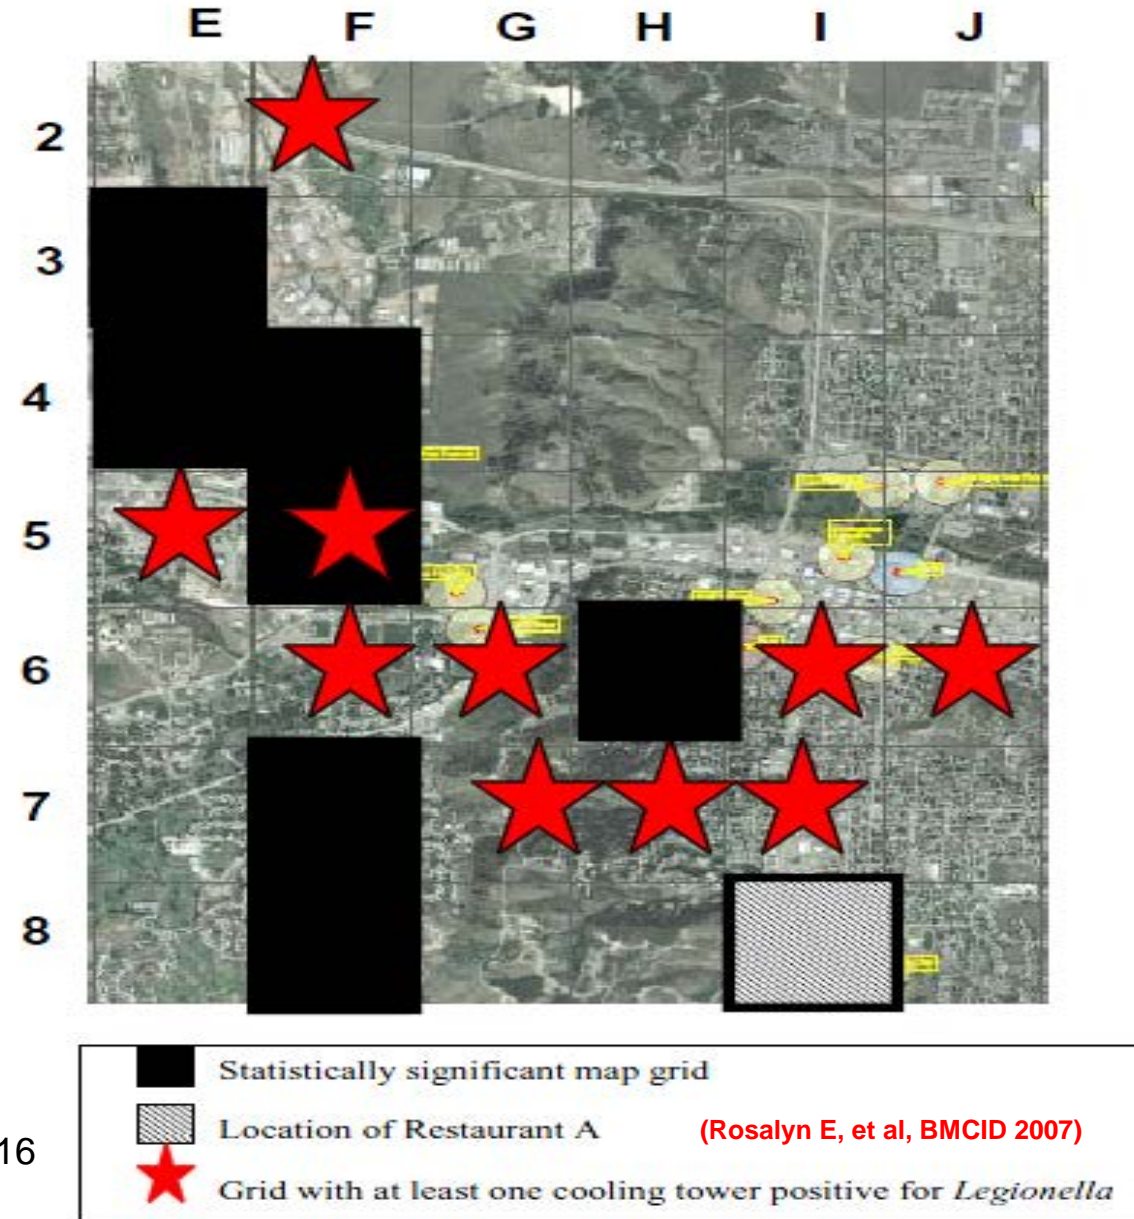 E F G H I J
2
3
4
5
6
7
8
Statistically significant map grid
Location of Restaurant A (Rosalyn E, et al, BMCID 2007)
16
Grid with at least one cooling tower positive for Legionella